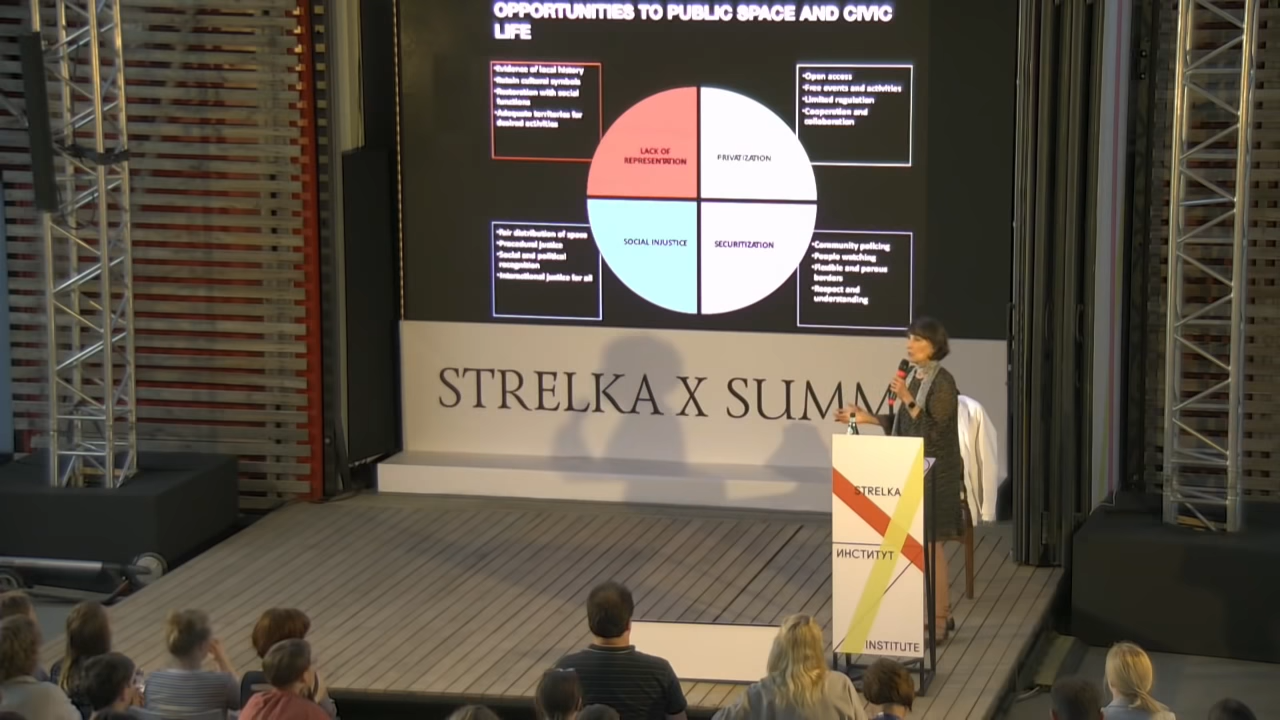 OPPORTUNITIES TO PUBLIC SPACE AND CIVIC
LIFE
•Evidence of local history
•Retain cultural symbols
•Restoration with social
functions
•Adequate territories for
desired activities
•Open access
•Free events and activities
•Limited regulation
•Cooperation and
collaboration
LACK OF
REPRESENTATION
PRIVATIZATION
SOCIAL INJUSTICE
SECURITIZATION
•Fair distribution of space
•Procedural justice
•Social and political
recognition
•International justice for all
•Community policing
•People watching
•Flexible and porous
borders
•Respect and
understanding
STRELKA X SUMM
STRELKA
ИНСТИТУТ
INSTITUTE